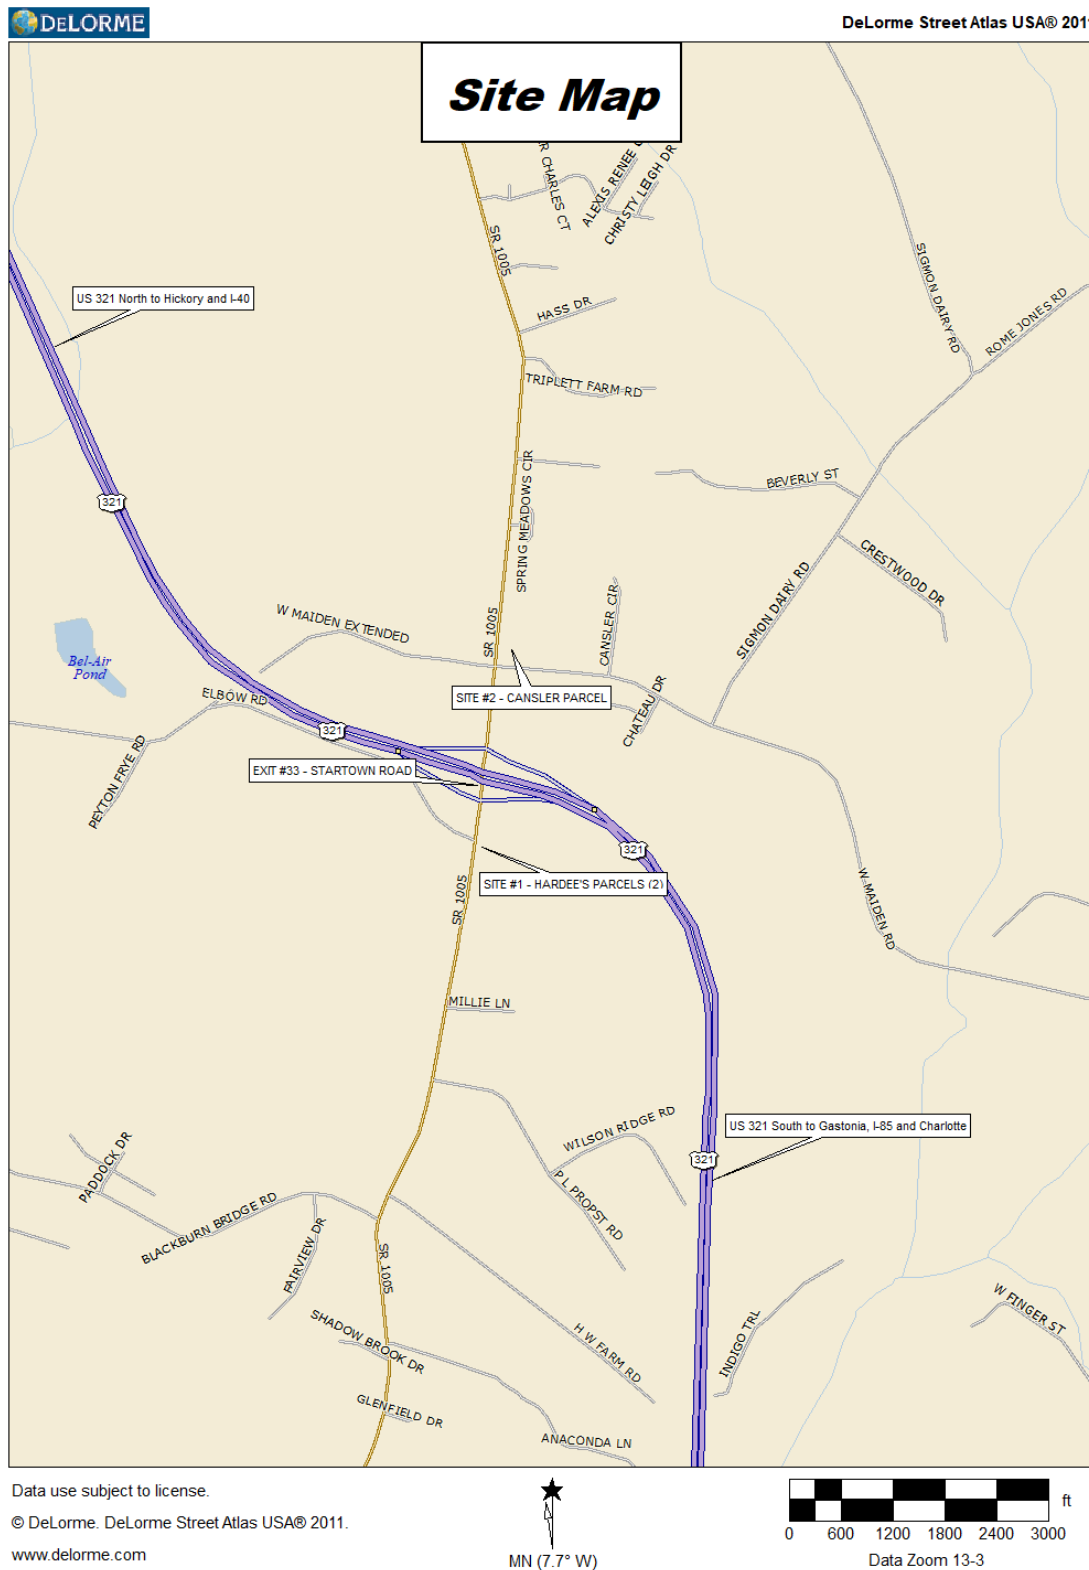 DELORME
DeLorme Street Atlas USA® 2011
Site Map
CHARLES CT
ALEXIS RENEE
CHRISTY LEIGH DR
SR 1005
SIGMON DAIRY RD
US 321 North to Hickory and I-40
HASS DR
ROME JONES RD
TRIPLETT FARM RD
SPRING MEADOWS CIR
BEVERLY ST
321
CRESTWOOD DR
SIGMON DAIRY RD
W MAIDEN EXTENDED
CANSLER CIR
SR 1005
Bel-Air
Pond
SITE #2 - CANSLER PARCEL
ELBOW RD
CHATEAU DR
321
PEYTON FRYE RD
EXIT #33 - STARTOWN ROAD
321
SITE #1 - HARDEE'S PARCELS (2)
SR 1005
W MAIDEN RD
MILLIE LN
WILSON RIDGE RD
US 321 South to Gastonia, I-85 and Charlotte
321
PADDOCK DR
P L PROPST RD
BLACKBURN BRIDGE RD
FAIRVIEW DR
SR 1005
W FINGER ST
SHADOW BROOK DR
H W FARM RD
INDIGO TRL
GLENFIELD DR
ANACONDA LN
Data use subject to license.
© DeLorme. DeLorme Street Atlas USA® 2011.
www.delorme.com
MN (7.7° W)
ft
0 600 1200 1800 2400 3000
Data Zoom 13-3